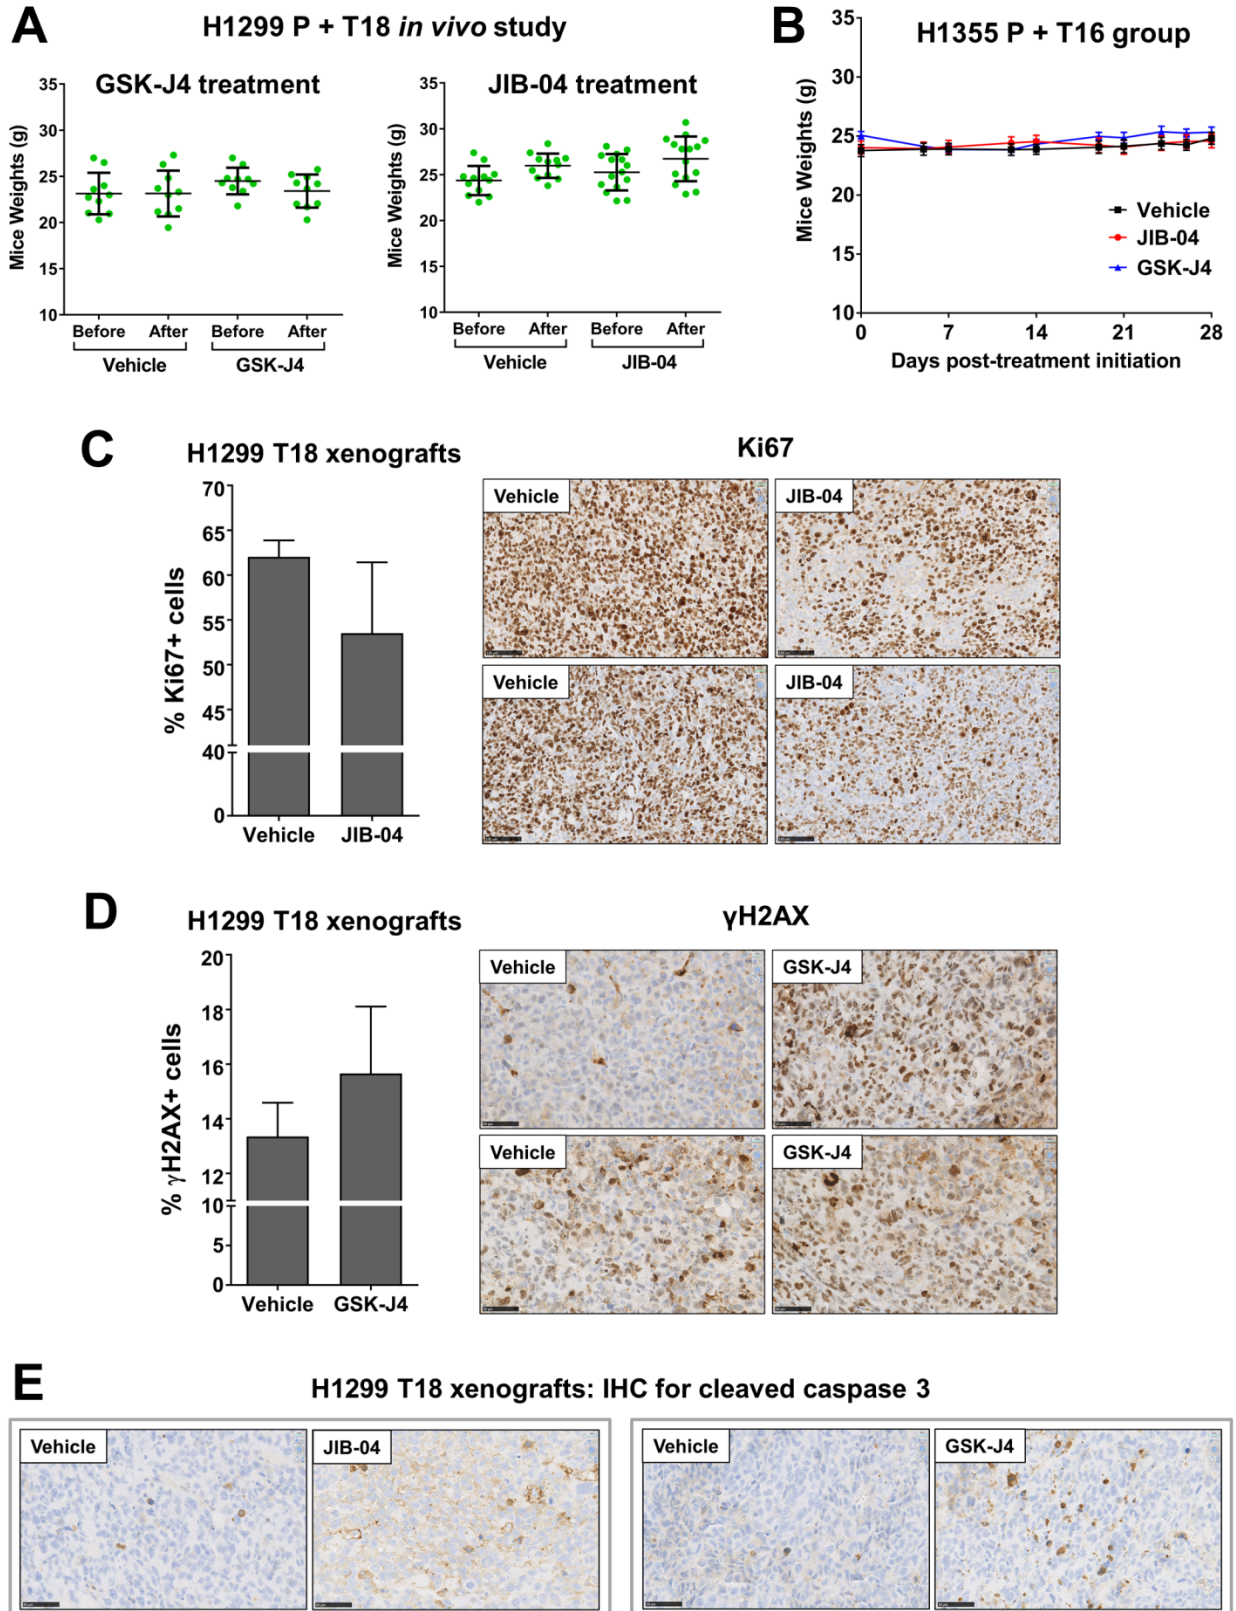 A
H1299 P + T18 in vivo study
GSK-J4 treatment
Mice Weights (g)
35
30
25
20
15
10
Before After Before After
Vehicle GSK-J4
JIB-04 treatment
Mice Weights (g)
35
30
25
20
15
10
Before After Before After
Vehicle JIB-04
B
H1355 P + T16 group
Mice Weights (g)
35
30
25
20
15
10
Vehicle
JIB-04
GSK-J4
0 7 14 21 28
Days post-treatment initiation
C
H1299 T18 xenografts
% Ki67+ cells
70
65
60
55
50
45
40
0
Vehicle JIB-04
Ki67
Vehicle JIB-04
Vehicle JIB-04
D
H1299 T18 xenografts
% γH2AX+ cells
20
18
16
14
12
10
5
0
Vehicle GSK-J4
γH2AX
Vehicle GSK-J4
Vehicle GSK-J4
E
H1299 T18 xenografts: IHC for cleaved caspase 3
Vehicle JIB-04 Vehicle GSK-J4